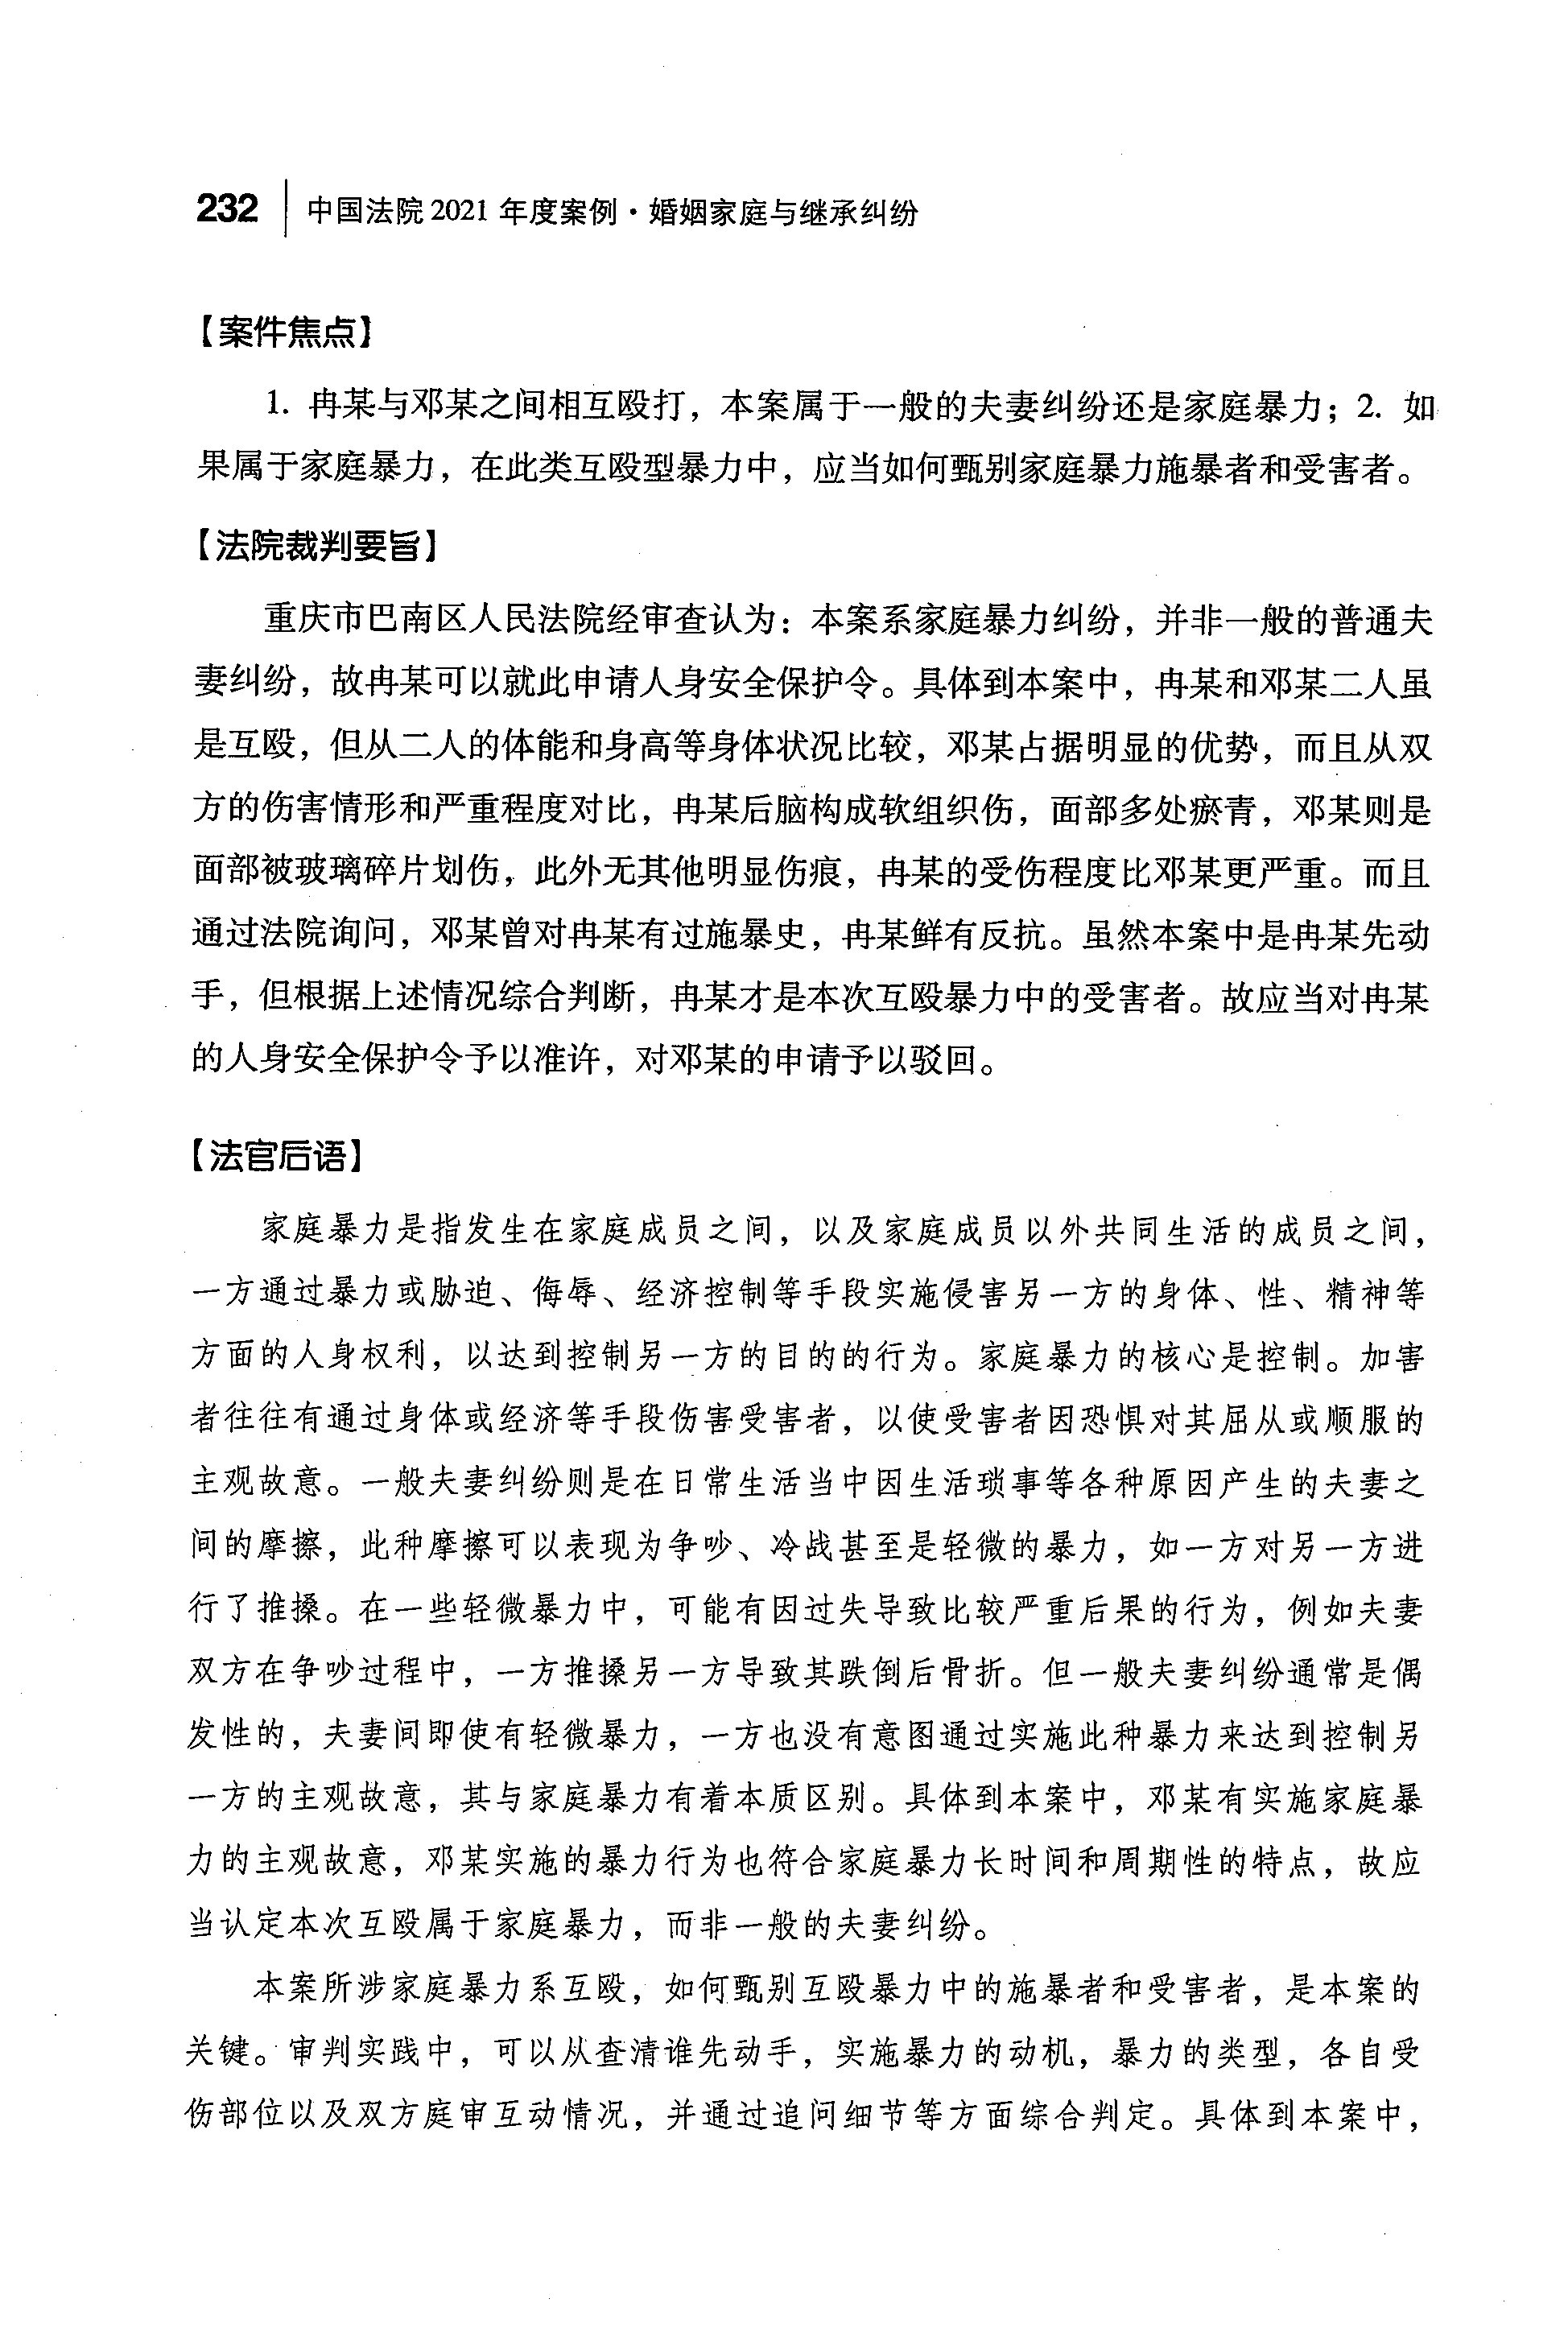 232 中国法院2021年度案例·婚姻家庭与继承纠纷
【案件焦点】
1. 冉某与邓某之间相互殴打，本案属于一般的夫妻纠纷还是家庭暴力；2. 如
果属于家庭暴力，在此类互殴型暴力中，应当如何甄别家庭暴力施暴者和受害者。
【法院裁判要旨】
重庆市巴南区人民法院经审查认为：本案系家庭暴力纠纷，并非一般的普通夫
妻纠纷，故冉某可以就此申请人身安全保护令。具体到本案中，冉某和邓某二人虽
是互殴，但从二人的体能和身高等身体状况比较，邓某占据明显的优势，而且从双
方的伤害情形和严重程度对比，冉某后脑构成软组织伤，面部多处瘀青，邓某则是
面部被玻璃碎片划伤，此外无其他明显伤痕，冉某的受伤程度比邓某更严重。而且
通过法院询问，邓某曾对冉某有过施暴史，冉某鲜有反抗。虽然本案中是冉某先动
手，但根据上述情况综合判断，冉某才是本次互殴暴力中的受害者。故应当对冉某
的人身安全保护令予以准许，对邓某的申请予以驳回。
【法官后语】
家庭暴力是指发生在家庭成员之间，以及家庭成员以外共同生活的成员之间，
一方通过暴力或胁迫、侮辱、经济控制等手段实施侵害另一方的身体、性、精神等
方面的人身权利，以达到控制另一方的目的的行为。家庭暴力的核心是控制。加害
者往往有通过身体或经济等手段伤害受害者，以使受害者因恐惧对其屈从或顺服的
主观故意。一般夫妻纠纷则是在日常生活当中因生活琐事等各种原因产生的夫妻之
间的摩擦，此种摩擦可以表现为争吵、冷战甚至是轻微的暴力，如一方对另一方进
行了推搡。在一些轻微暴力中，可能有因过失导致比较严重后果的行为，例如夫妻
双方在争吵过程中，一方推搡另一方导致其跌倒后骨折。但一般夫妻纠纷通常是偶
发性的，夫妻间即使有轻微暴力，一方也没有意图通过实施此种暴力来达到控制另
一方的主观故意，其与家庭暴力有着本质区别。具体到本案中，邓某有实施家庭暴
力的主观故意，邓某实施的暴力行为也符合家庭暴力长时间和周期性的特点，故应
当认定本次互殴属于家庭暴力，而非一般的夫妻纠纷。
本案所涉家庭暴力系互殴，如何甄别互殴暴力中的施暴者和受害者，是本案的
关键。审判实践中，可以从查清谁先动手，实施暴力的动机，暴力的类型，各自受
伤部位以及双方庭审互动情况，并通过追问细节等方面综合判定。具体到本案中，